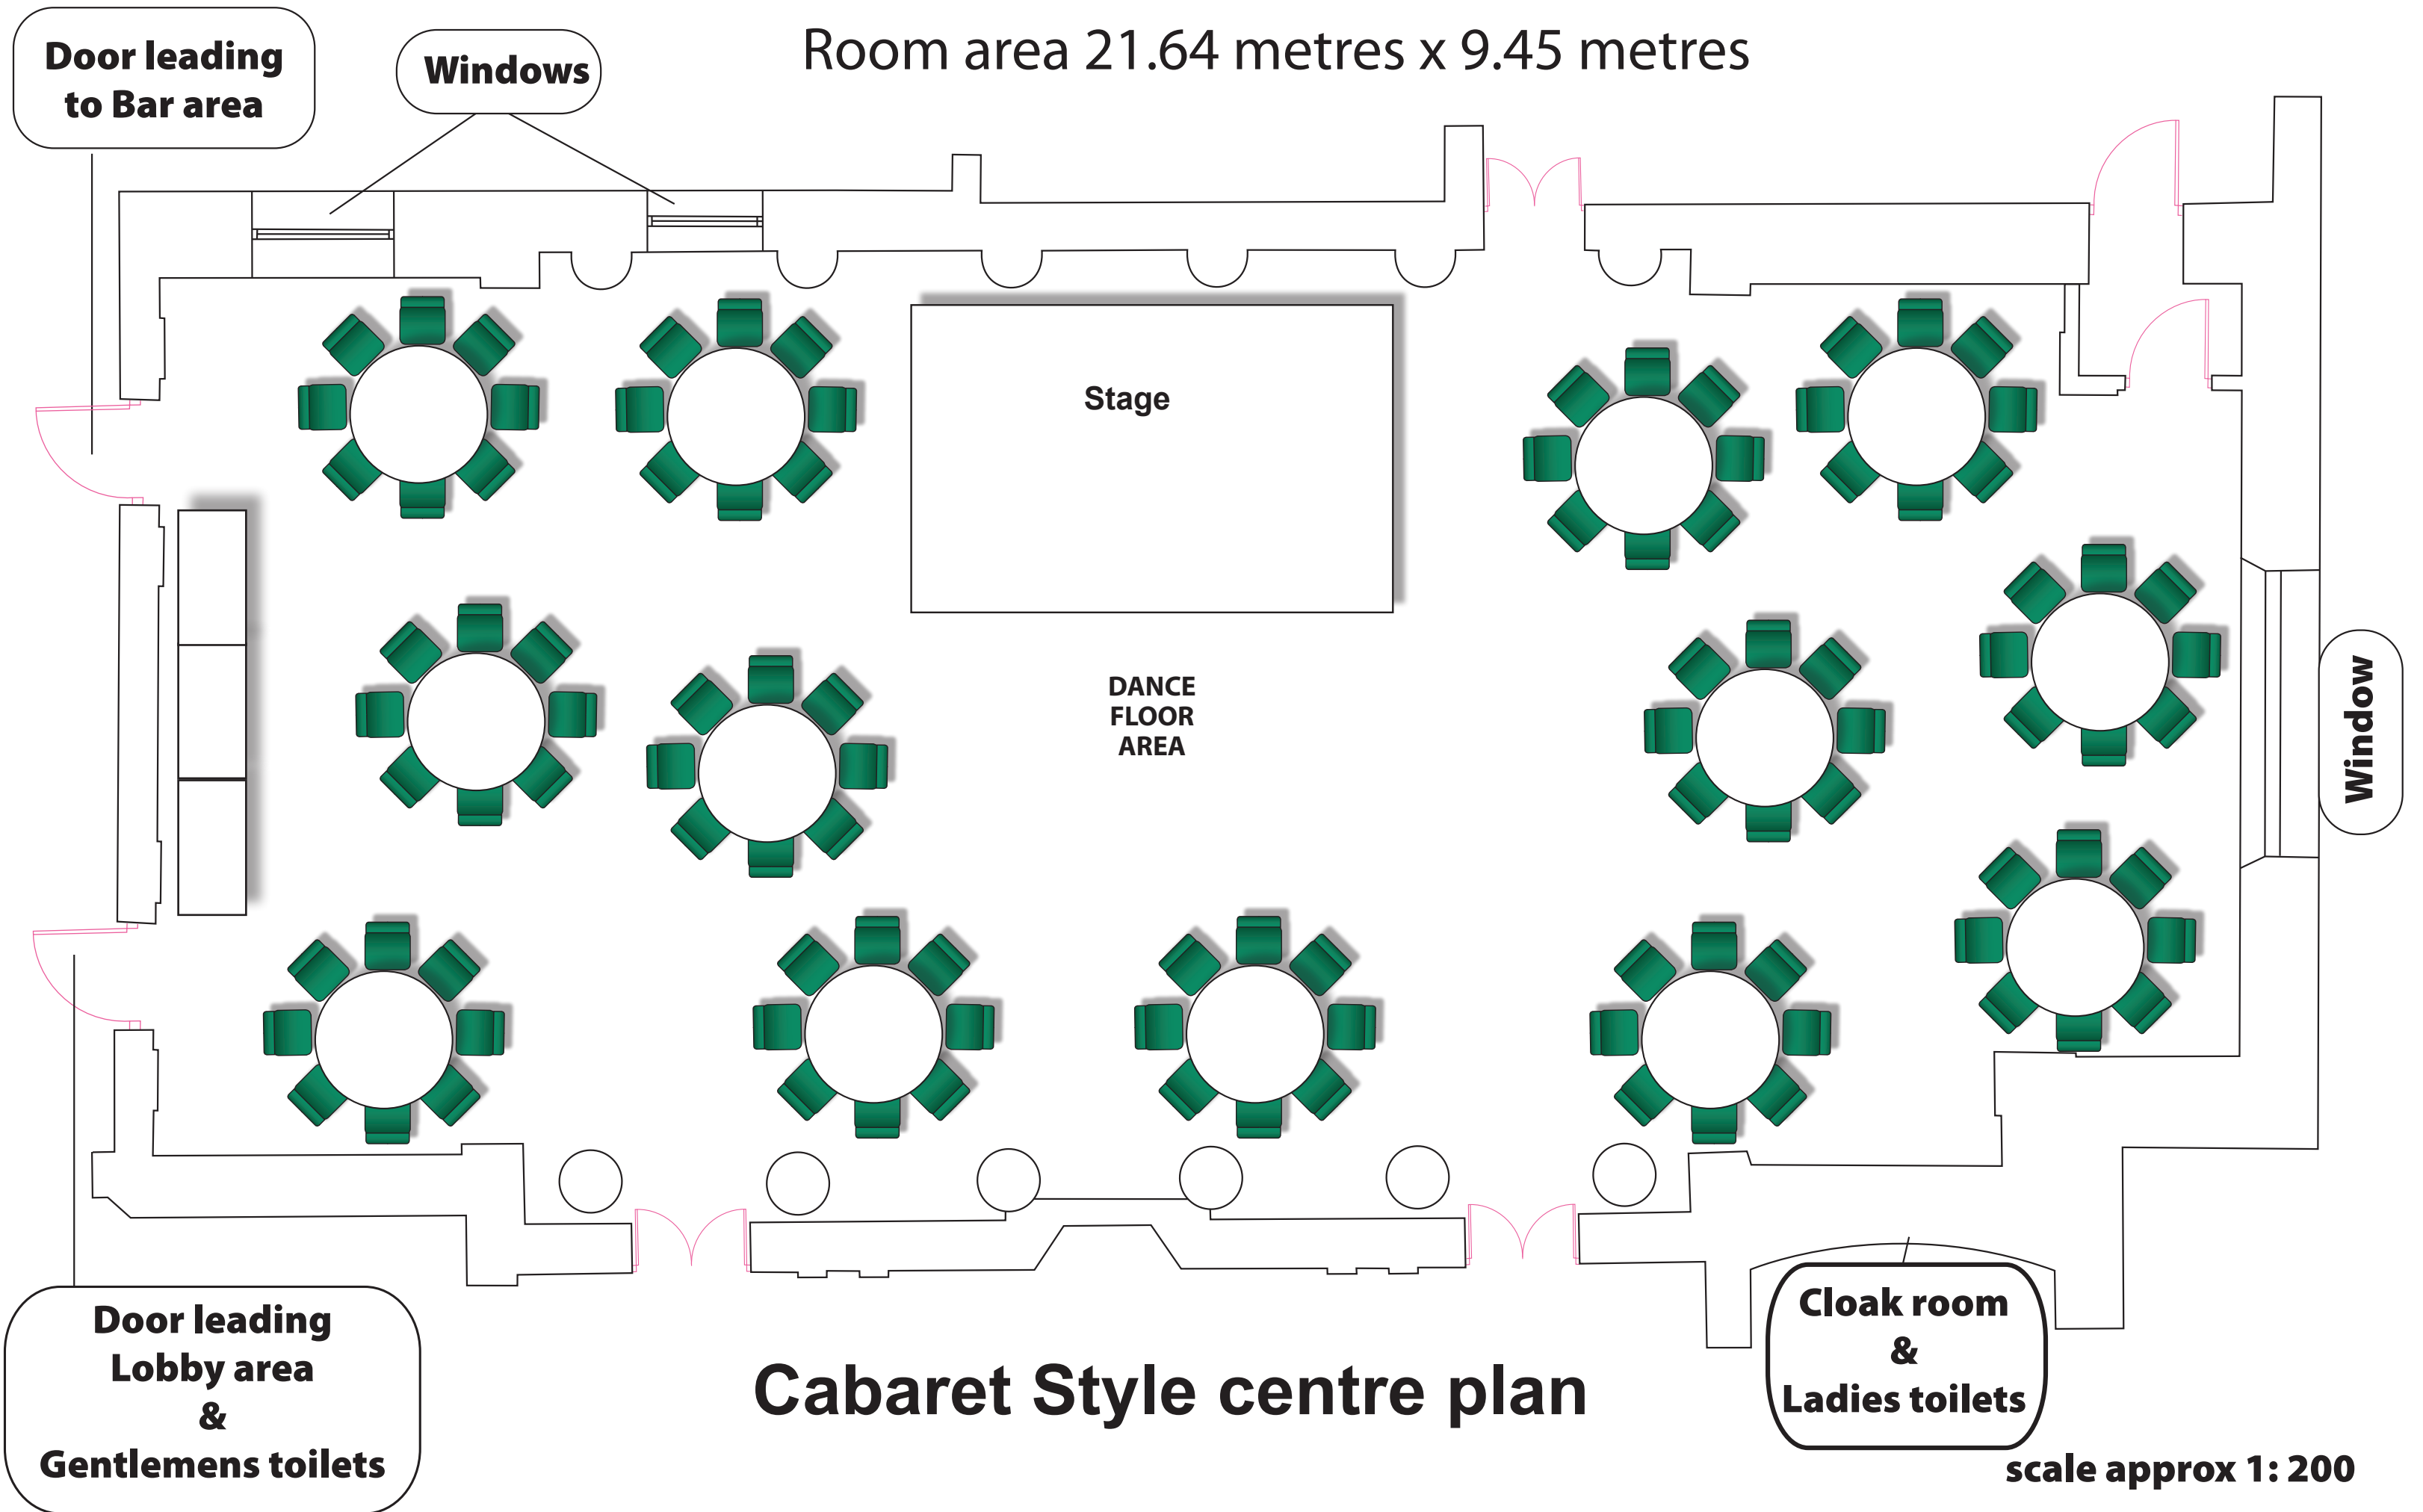 Room area 21.64 metres x 9.45 metres
Door leading
to Bar area
Windows
Stage
DANCE
FLOOR
AREA
Window
Door leading
Lobby area
&
Gentlemens toilets
Cabaret Style centre plan
Cloak room
&
Ladies toilets
scale approx 1: 200